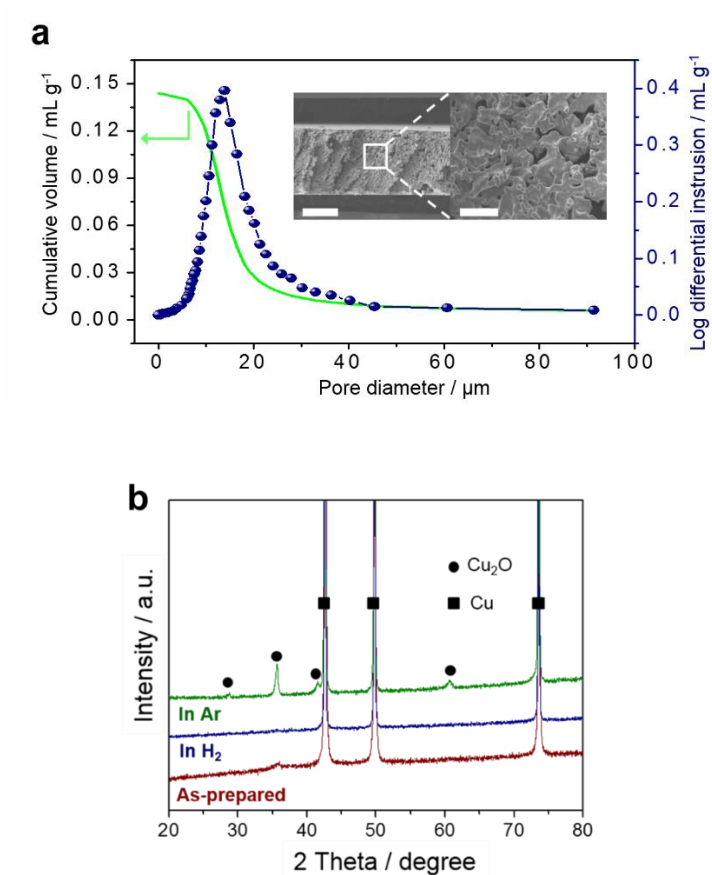 a
Cumulative volume / mL g-1
0.15
0.12
0.09
0.06
0.03
0.00
0.4
0.3
0.2
0.1
0.0
Log differential instrusion / mL g-1
0 20 40 60 80 100
Pore diameter / μm
b
Intensity / a.u.
Cu2O
Cu
In Ar
In H2
As-prepared
20 30 40 50 60 70 80
2 Theta / degree